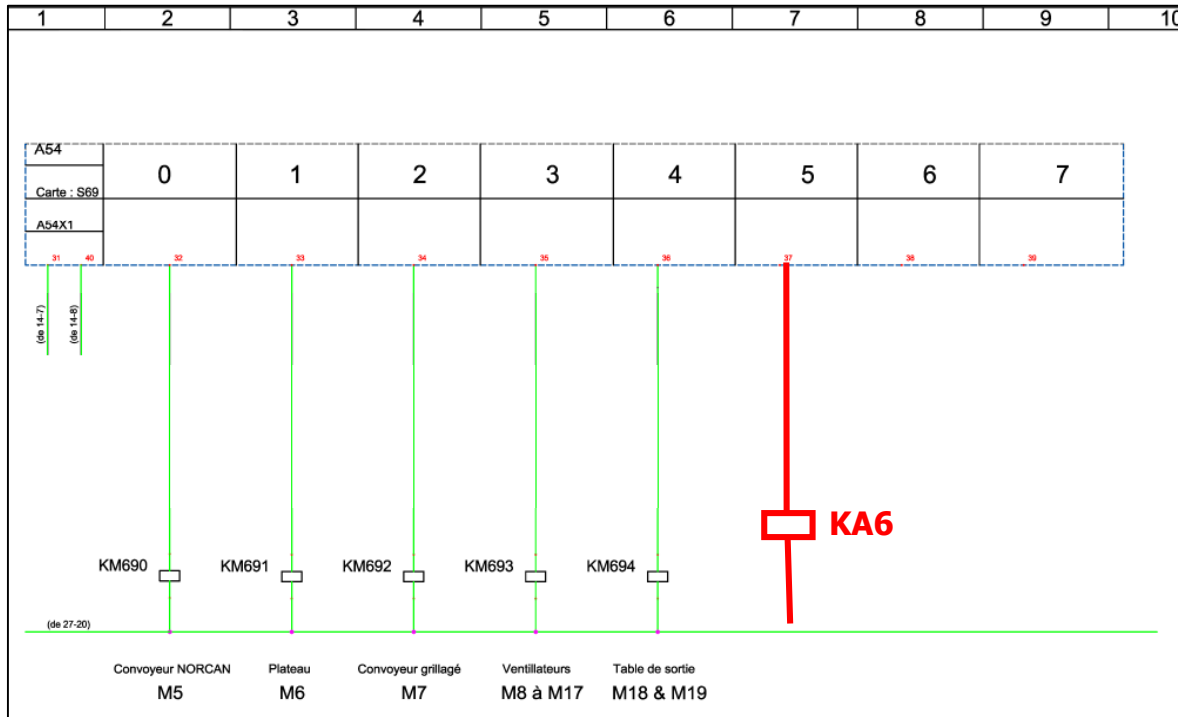 1 2 3 4 5 6 7 8 9 10
A54
0 1 2 3 4 5 6 7
Carte : S69
A54X1
31 40 32 33 34 35 36 37 38 39
(de 14-7) (de 14-8)
KA6
KM690 KM691 KM692 KM693 KM694
(de 27-20)
Convoyeur NORCAN Plateau Convoyeur grillagé Ventillateurs Table de sortie
M5 M6 M7 M8 à M17 M18 & M19